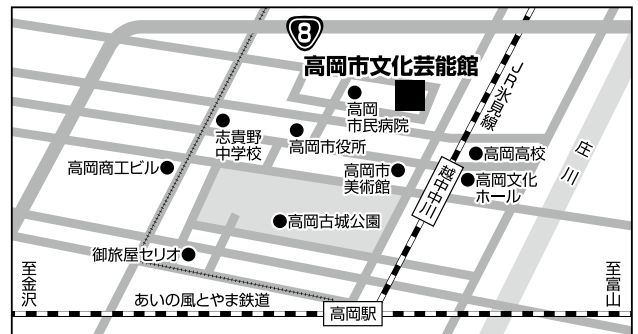 8
高岡市文化芸能館
JR氷見線
高岡
市民病院
志貴野
中学校
高岡市役所
高岡高校
庄川
高岡商工ビル
高岡市
美術館
越中中川
高岡文化
ホール
高岡古城公園
御旅屋セリオ
至金沢
至富山
あいの風とやま鉄道
高岡駅